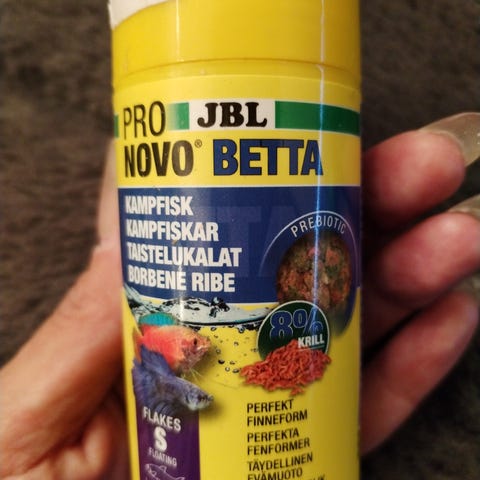 PRO JBL
NOVO® BETTA
KAMPFISK
KAMPFISKAR
TAISTELUKALAT
BORBENE RIBE
PREBIOTIC
8%
KRILL
FLAKES
S
FLOATING
PERFEKT
FINNEFORM
PERFEKTA
FENFORMER
TÄYDELLINEN
EVÄMUOTO